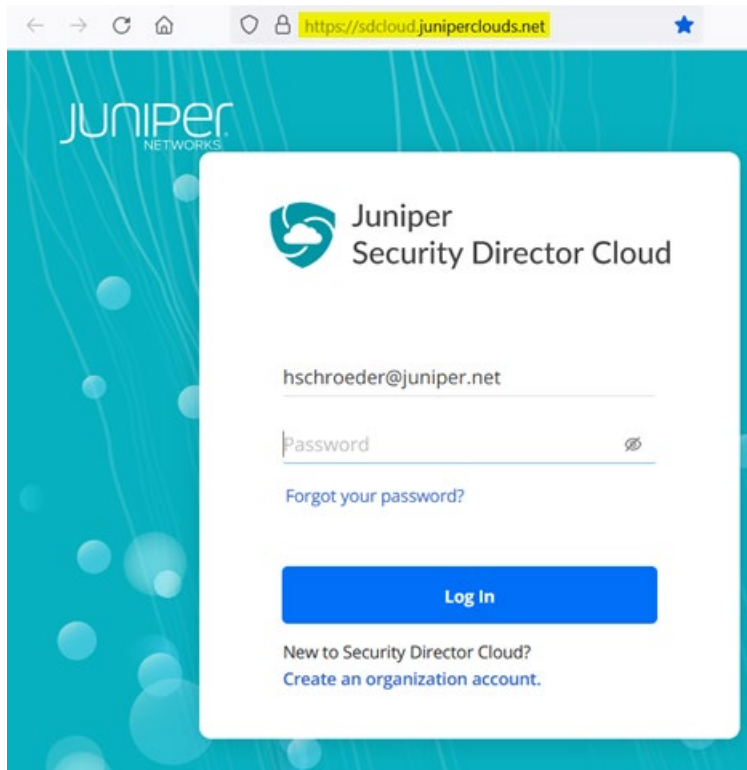 https://sdcloud.juniperclouds.net
JUNIPER
NETWORKS
Juniper
Security Director Cloud
hschroeder@juniper.net
Password
Forgot your password?
Log In
New to Security Director Cloud?
Create an organization account.